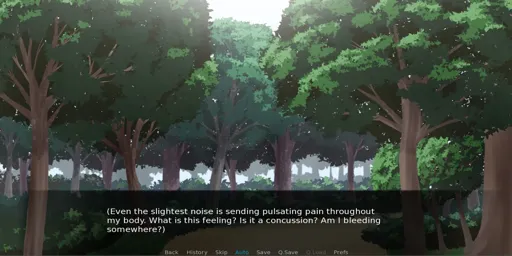 (Even the slightest noise is sending pulsating pain throughout
my body. What is this feeling? Is it a concussion? Am I bleeding
somewhere?)
Back History Skip Auto Save Q.Save Q.Load Prefs